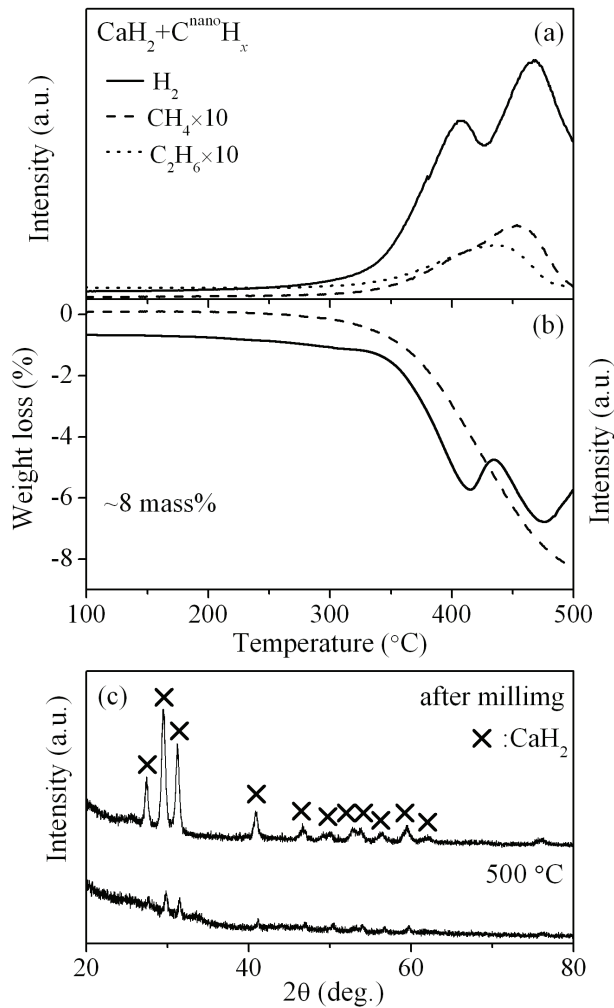 CaH₂+CⁿᵃⁿᵒHₓ
(a)
H₂
CH₄×10
C₂H₆×10
Intensity (a.u.)
(b)
0
-2
-4
-6
-8
Weight loss (%)
Intensity (a.u.)
~8 mass%
100 200 300 400 500
Temperature (°C)
(c)
after millimg
× :CaH₂
Intensity (a.u.)
500 °C
20 40 60 80
2θ (deg.)